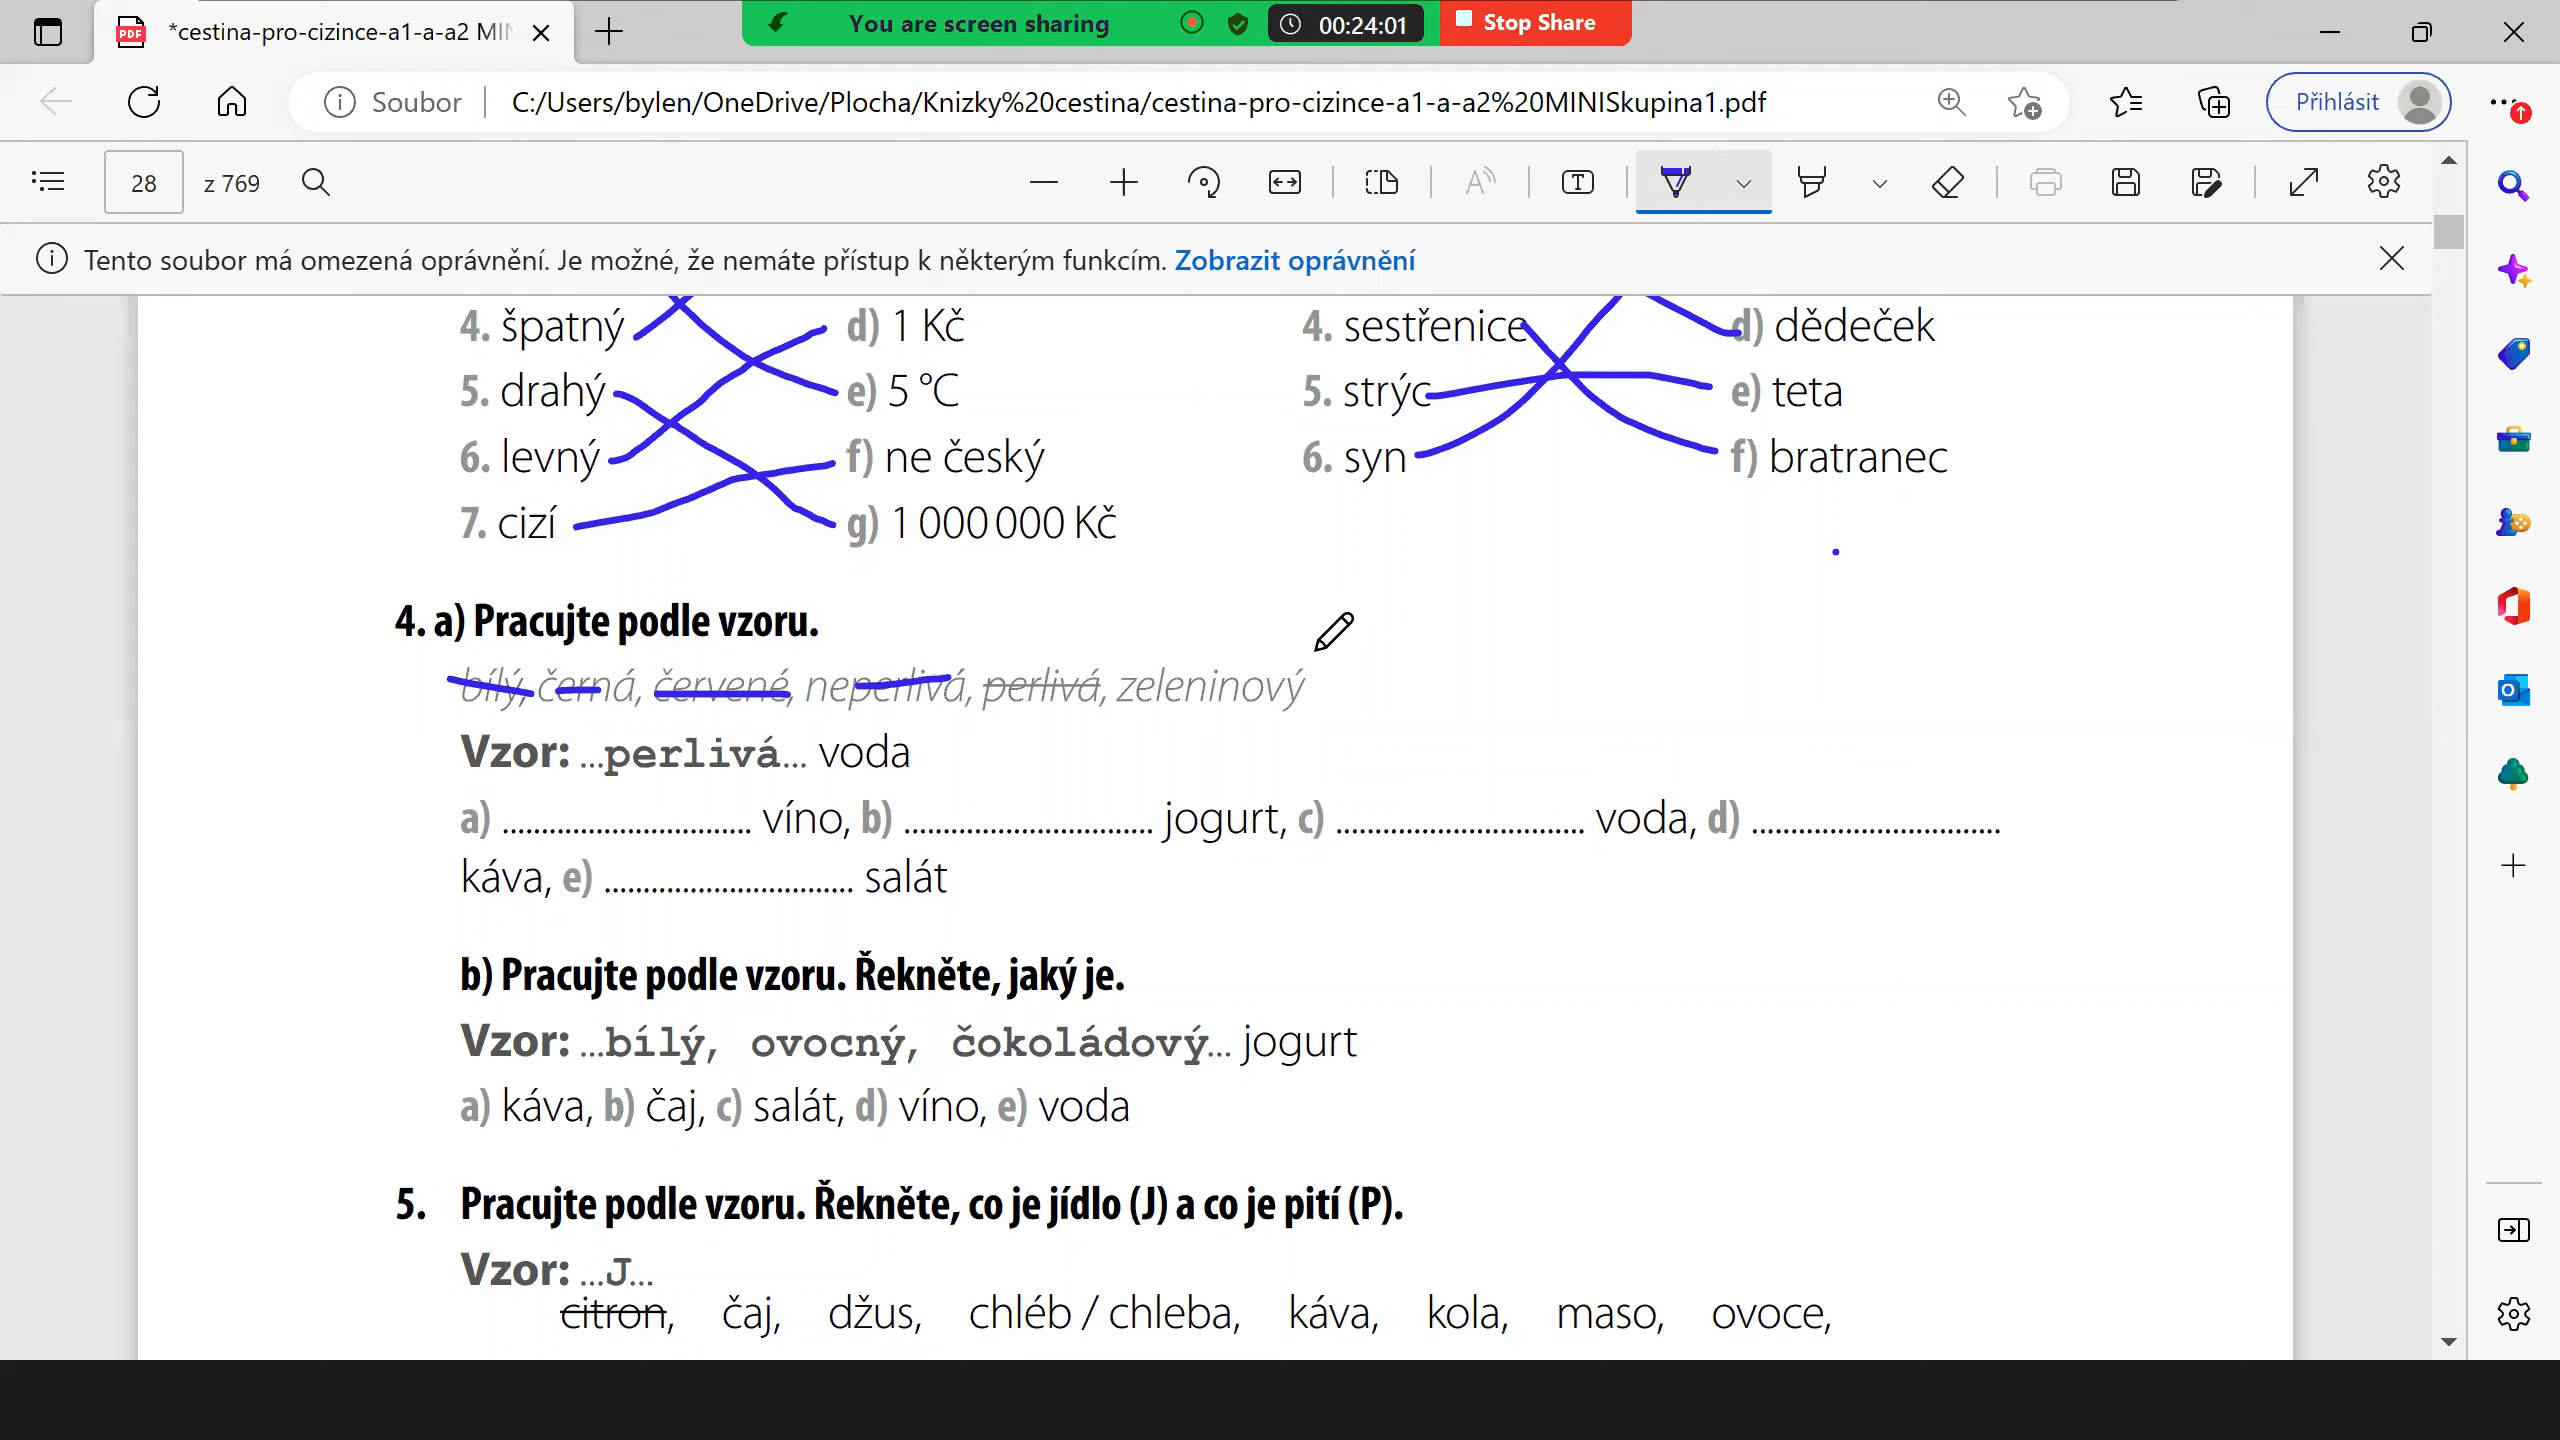 *cestina-pro-cizince-a1-a-a2 MIN
You are screen sharing
00:24:01
Stop Share
Soubor
C:/Users/bylen/OneDrive/Plocha/Knizky%20cestina/cestina-pro-cizince-a1-a-a2%20MINISkupina1.pdf
Přihlásit
28 z 769
Tento soubor má omezená oprávnění. Je možné, že nemáte přístup k některým funkcím. Zobrazit oprávnění
4. špatný d) 1 Kč 4. sestřenice d) dědeček
5. drahý e) 5 °C 5. strýc e) teta
6. levný f) ne český 6. syn f) bratranec
7. cizí g) 1 000 000 Kč
4. a) Pracujte podle vzoru.
bílý, černá, červené, neperlivá, perlivá, zeleninový
Vzor: ...perlivá... voda
a) ................................ víno, b) ................................ jogurt, c) ................................ voda, d) ................................
káva, e) ................................ salát
b) Pracujte podle vzoru. Řekněte, jaký je.
Vzor: ...bílý, ovocný, čokoládový... jogurt
a) káva, b) čaj, c) salát, d) víno, e) voda
5. Pracujte podle vzoru. Řekněte, co je jídlo (J) a co je pití (P).
Vzor: ...J...
citron, čaj, džus, chléb / chleba, káva, kola, maso, ovoce,